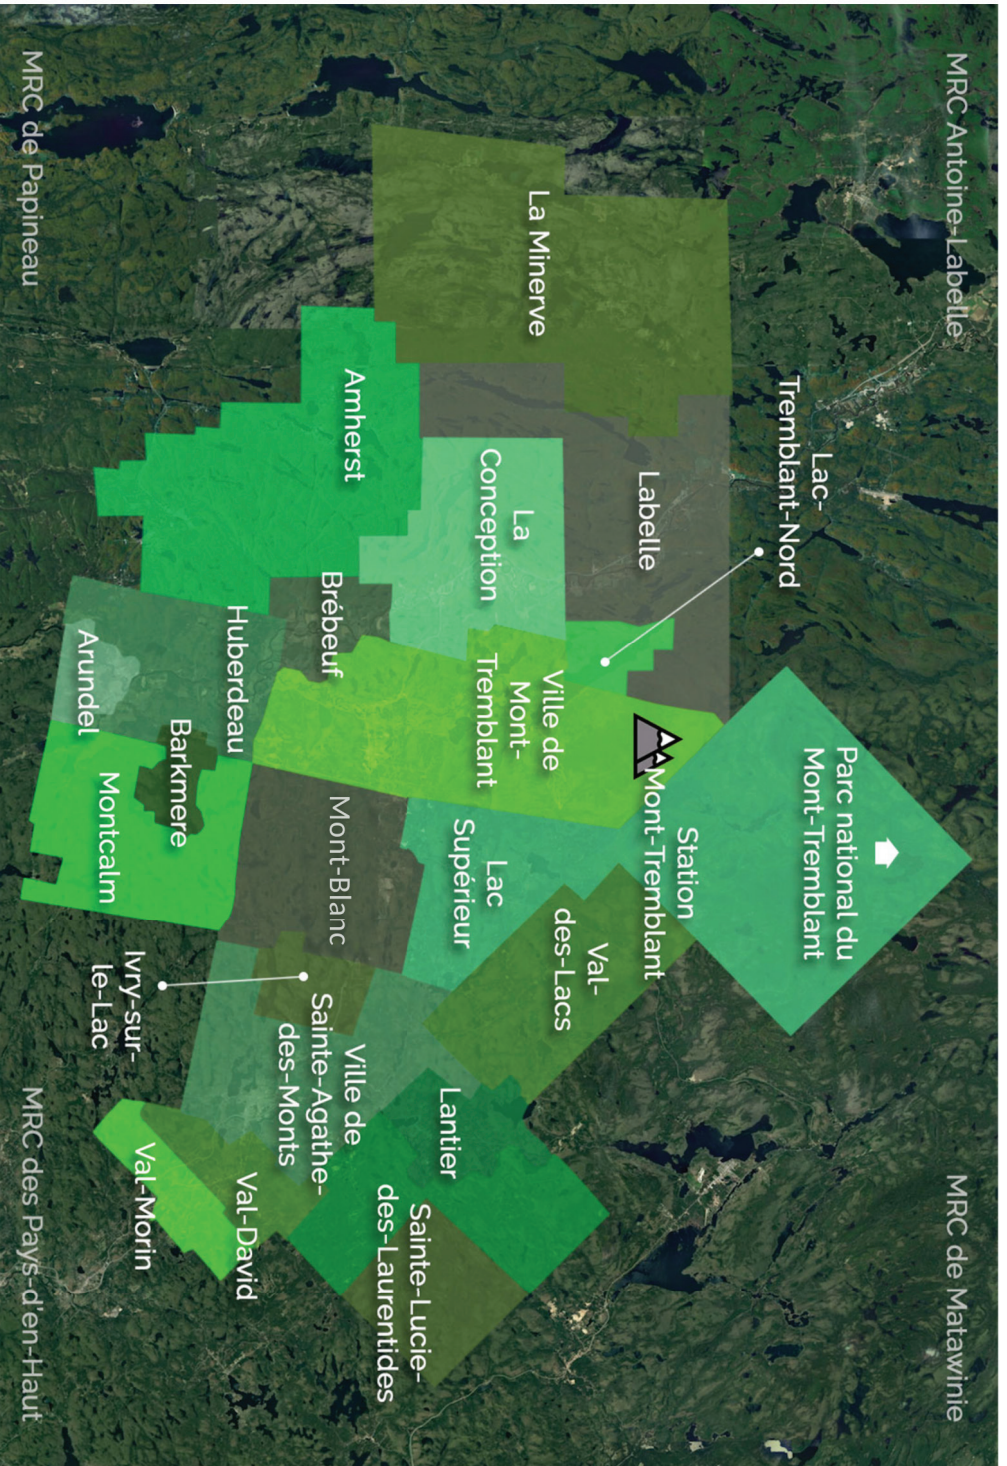 MRC Antoine-Labelle
MRC de Matawinie
Parc national du
Mont-Tremblant
Lac-
Tremblant-Nord
Station
Mont-Tremblant
Labelle
La Minerve
Val-
des-Lacs
Ville de
Mont-
Tremblant
La
Conception
Lac
Supérieur
Lantier
Sainte-Lucie-
des-Laurentides
Amherst
Brébeuf
Mont-Blanc
Ville de
Sainte-Agathe-
des-Monts
Huberdeau
Val-David
Barkmere
Ivry-sur-
le-Lac
Val-Morin
Montcalm
Arundel
MRC de Papineau
MRC des Pays-d'en-Haut